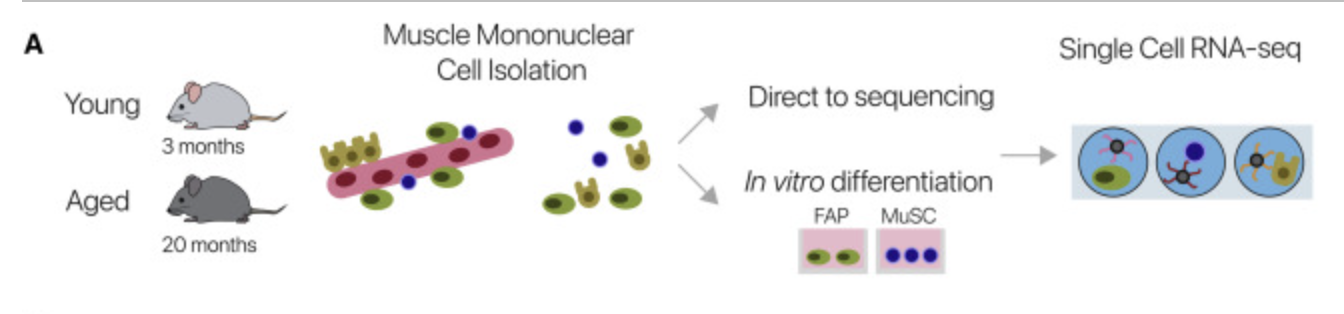 A
Muscle Mononuclear
Cell Isolation
Single Cell RNA-seq
Young
3 months
Aged
20 months
Direct to sequencing
In vitro differentiation
FAP MuSC